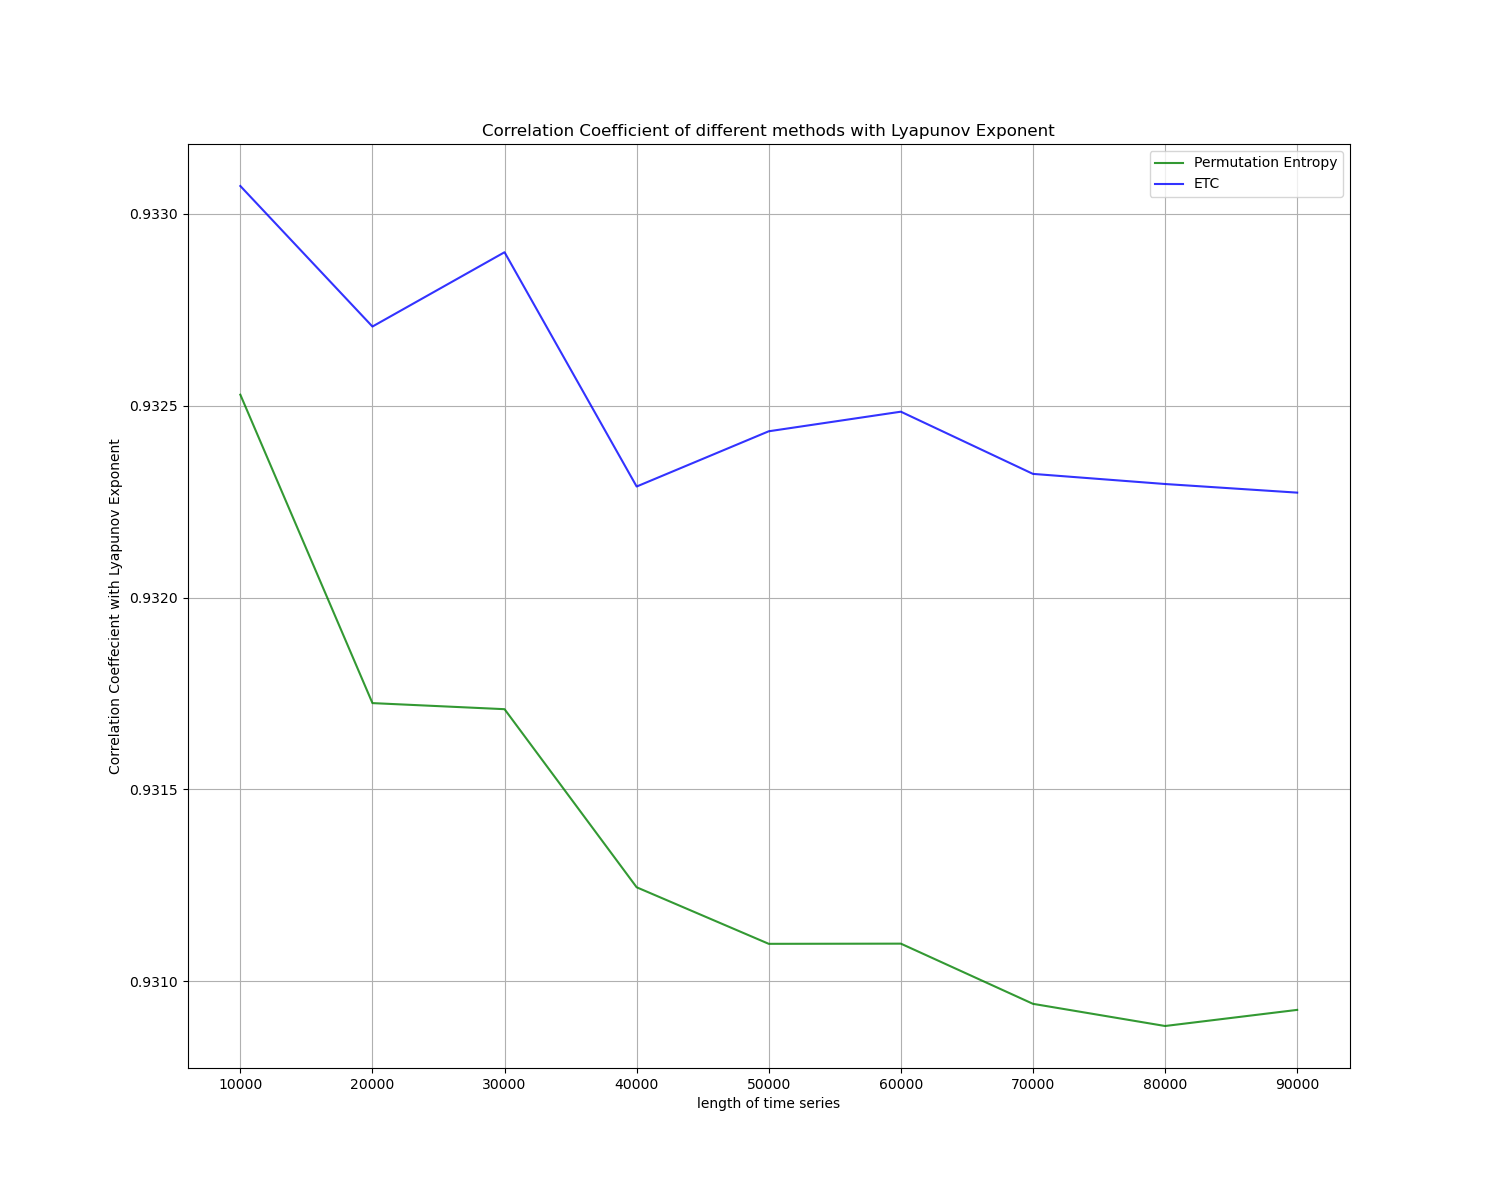 Correlation Coefficient of different methods with Lyapunov Exponent
Permutation Entropy
ETC
Correlation Coeffecient with Lyapunov Exponent
0.9330
0.9325
0.9320
0.9315
0.9310
10000 20000 30000 40000 50000 60000 70000 80000 90000
length of time series